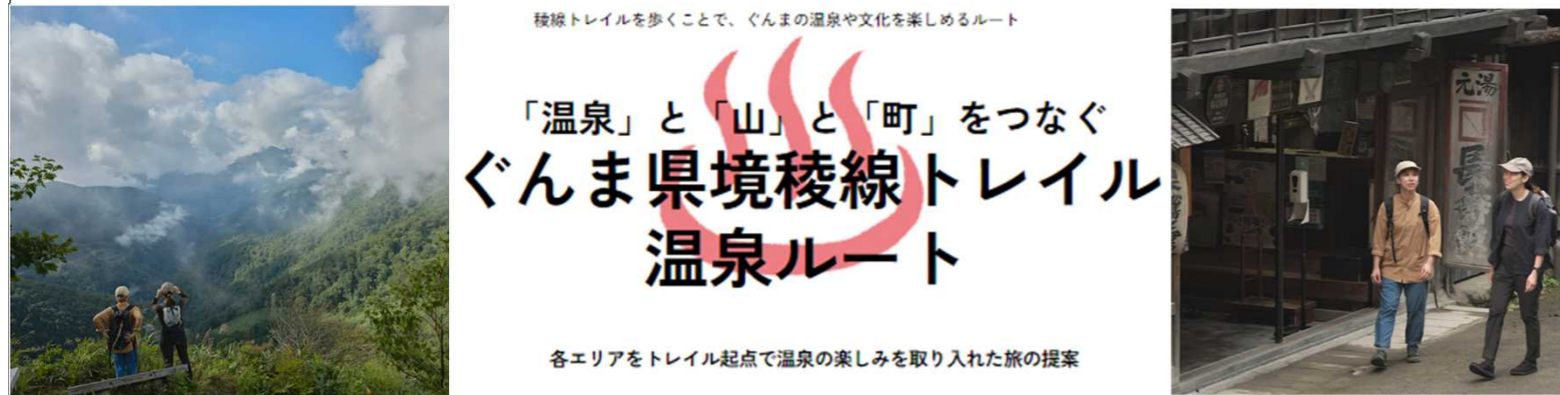 稜線トレイルを歩くことで、ぐんまの温泉や文化を楽しめるルート
「温泉」と「山」と「町」をつなぐ
ぐんま県境稜線トレイル
温泉ルート
各エリアをトレイル起点で温泉の楽しみを取り入れた旅の提案
元湯